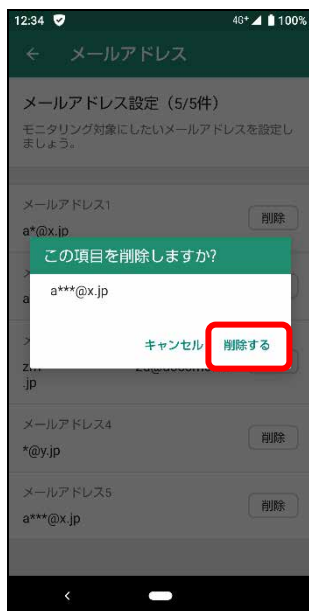 12:34
4G+ 100%
メールアドレス
メールアドレス設定（5/5件）
モニタリング対象にしたいメールアドレスを設定し
ましょう。
メールアドレス1
a*@x.jp
削除
この項目を削除しますか?
a***@x.jp
キャンセル
削除する
.jp
メールアドレス4
*@y.jp
削除
メールアドレス5
a***@x.jp
削除